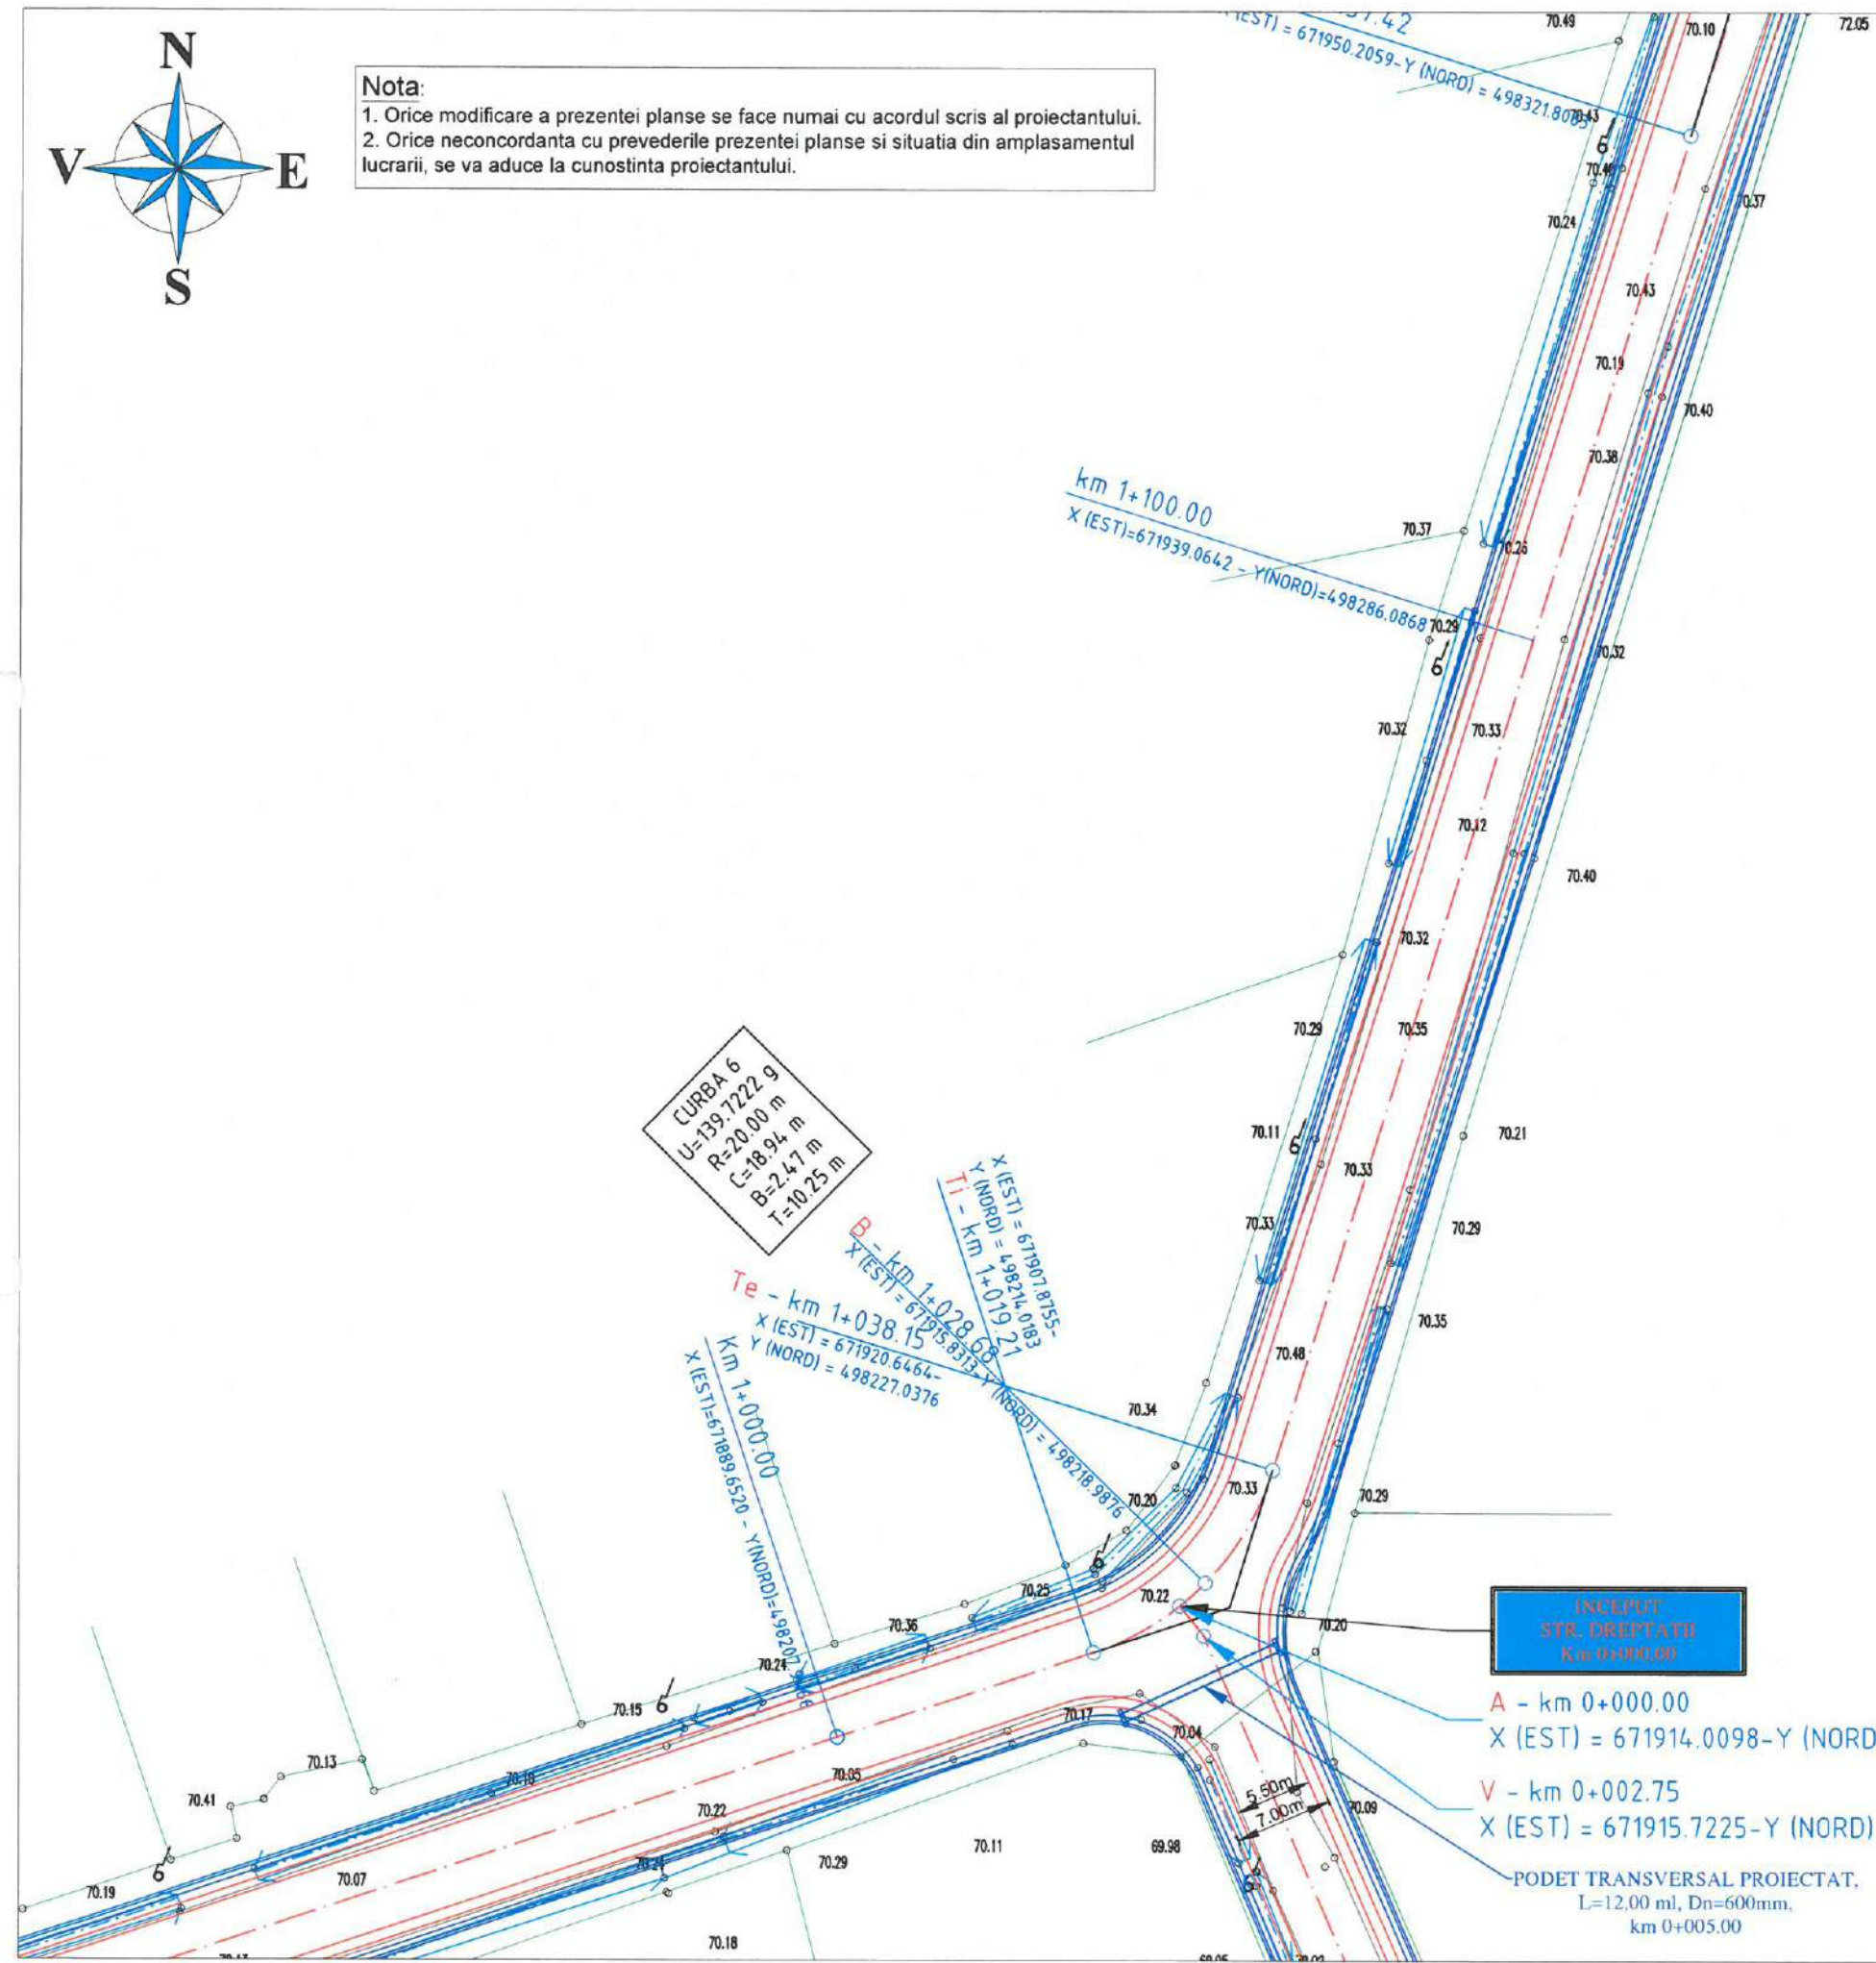 N
V
E
S
Nota:
1. Orice modificare a prezentei planse se face numai cu acordul scris al proiectantului.
2. Orice neconcordanta cu prevederile prezentei planse si situatia din amplasamentul
lucrarii, se va aduce la cunostinta proiectantului.
(EST) = 671950.2059-Y (NORD) = 498321.80
70.49
70.10
72.05
70.43
6
70.37
70.24
70.43
70.19
70.40
70.38
km 1+100.00
X (EST)=671939.0642 - Y(NORD)=498286.0868
70.37
70.26
70.29
6
70.32
70.32
70.33
70.12
70.40
70.32
70.29
70.35
70.11
6
70.21
70.33
70.33
70.29
70.35
70.48
CURBA 6
U=139.7222 g
R=20.00 m
C=18.94 m
B=2.47 m
T=10.25 m
Ti - km 1+019.21
X (EST) = 671907.8755-
Y (NORD) = 498214.0183
B - km 1+028.68
X (EST) = 671915.8313-Y (NORD) = 498218.9876
Te - km 1+038.15
X (EST) = 671920.6464-
Y (NORD) = 498227.0376
Km 1+000.00
X (EST)=671889.6520 - Y(NORD)=498207
70.34
70.33
70.20
70.29
6
70.25
70.22
70.20
70.36
70.24
70.15
6
70.17
70.04
70.13
70.41
70.05
70.22
5.50m
7.00m
70.09
70.11
69.98
70.29
6
70.07
70.19
6
70.18
INCEPUT
STR. DREPTATII
Km 0+000.00
A - km 0+000.00
X (EST) = 671914.0098-Y (NORD
V - km 0+002.75
X (EST) = 671915.7225-Y (NORD)
PODET TRANSVERSAL PROIECTAT,
L=12,00 ml, Dn=600mm,
km 0+005.00